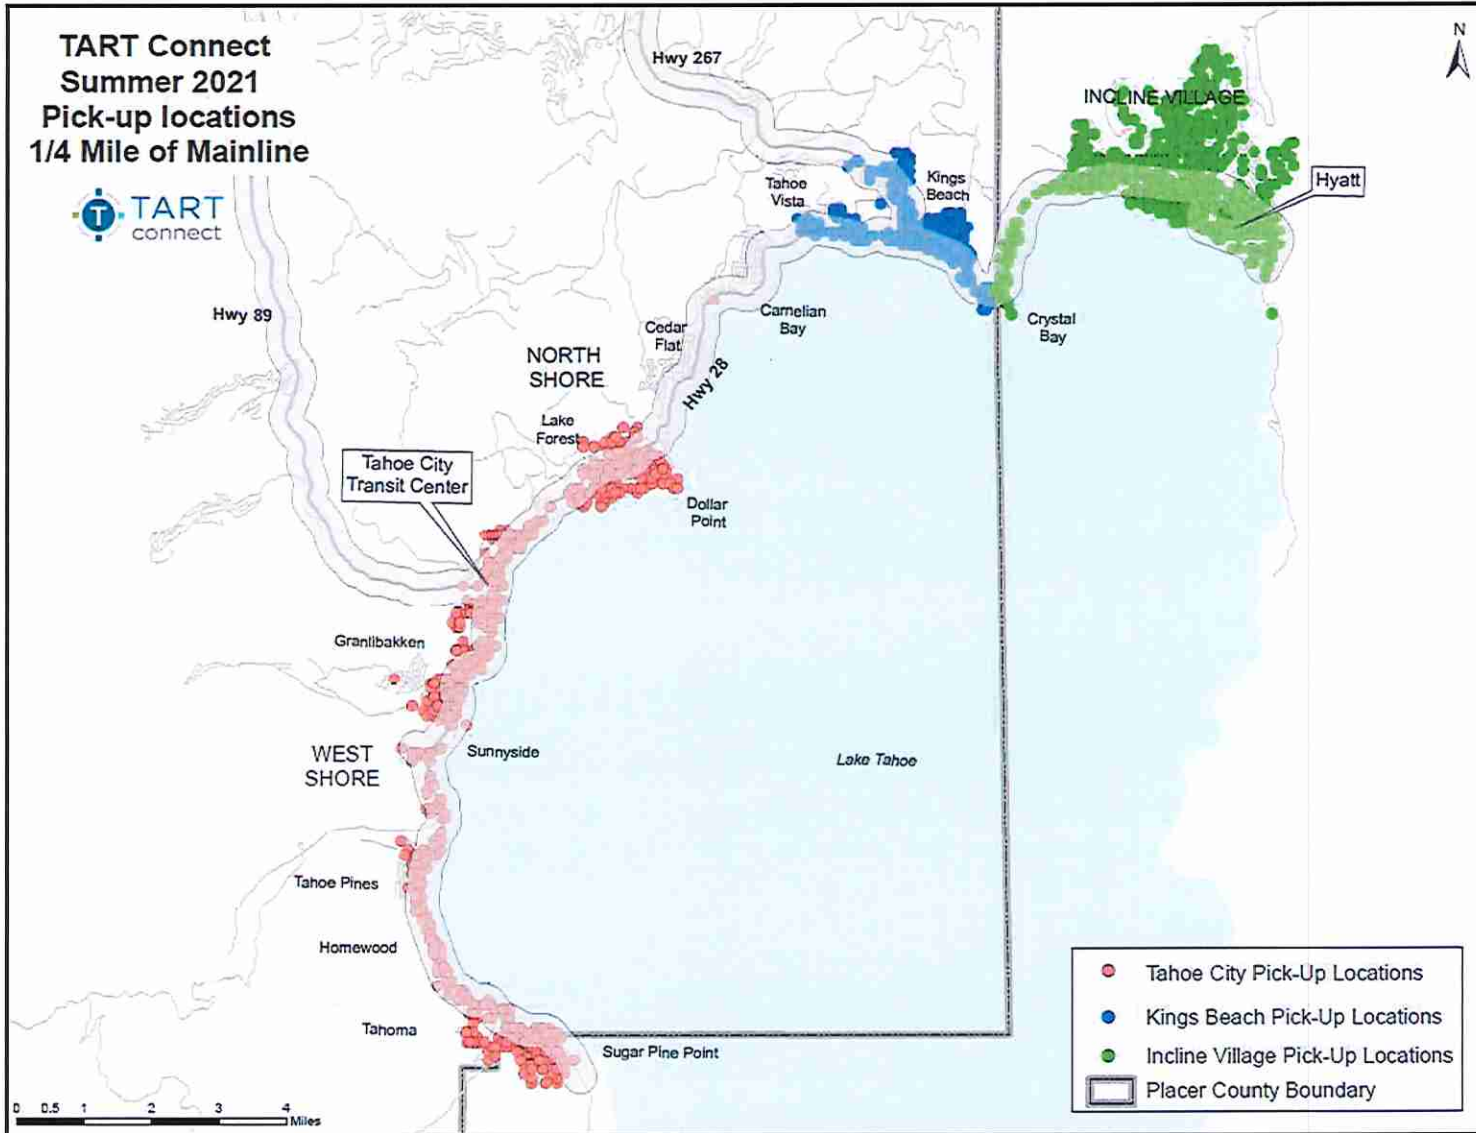 TART Connect
Summer 2021
Pick-up locations
1/4 Mile of Mainline
T
TART
connect
N
Hwy 267
INCLINE VILLAGE
Hyatt
Tahoe
Vista
Kings
Beach
Hwy 89
Cedar
Flat
Carnelian
Bay
Crystal
Bay
NORTH
SHORE
Hwy 28
Lake
Forest
Tahoe City
Transit Center
Dollar
Point
Granlibakken
WEST
SHORE
Sunnyside
Lake Tahoe
Tahoe Pines
Homewood
Tahoma
Sugar Pine Point
Tahoe City Pick-Up Locations
Kings Beach Pick-Up Locations
Incline Village Pick-Up Locations
Placer County Boundary
0 0.5 1 2 3 4
Miles